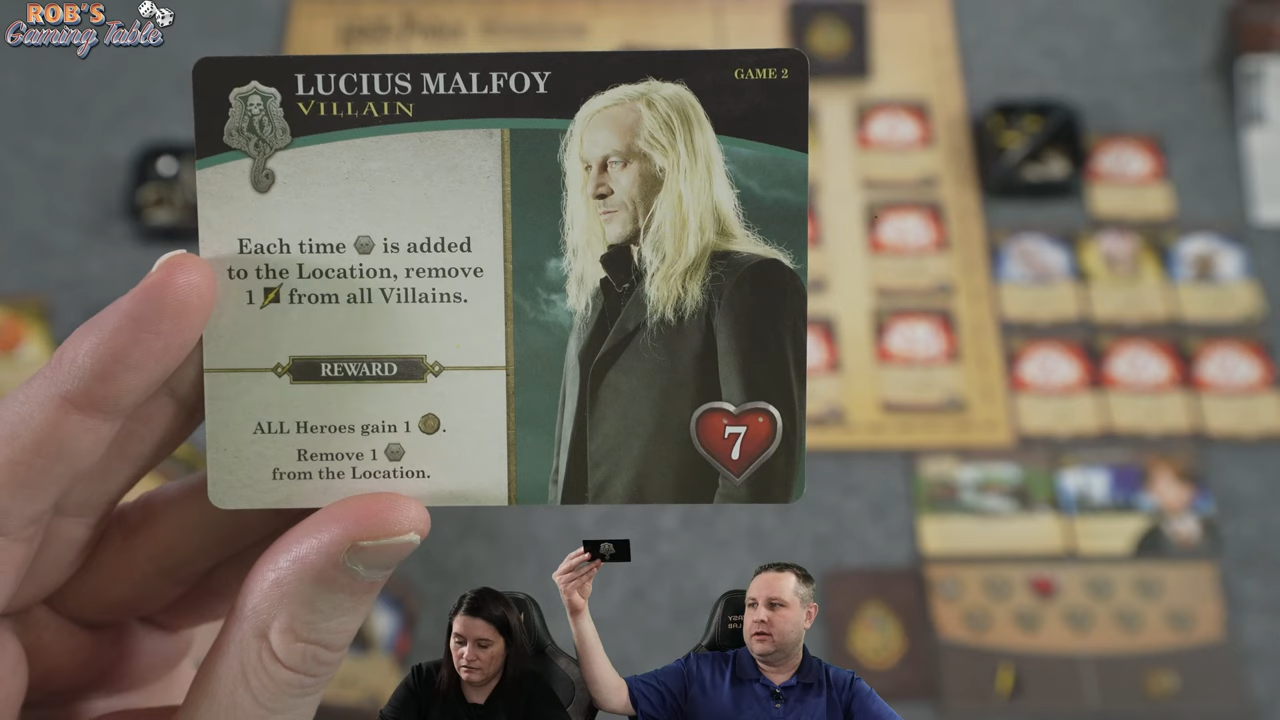 ROB'S
Gaming Table
LUCIUS MALFOY
VILLAIN
GAME 2
Each time is added
to the Location, remove
1 from all Villains.
REWARD
ALL Heroes gain 1 .
Remove 1
from the Location.
7